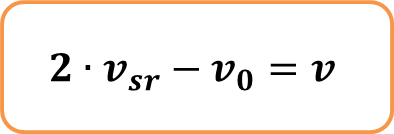 2 · v_sr − v_0 = v